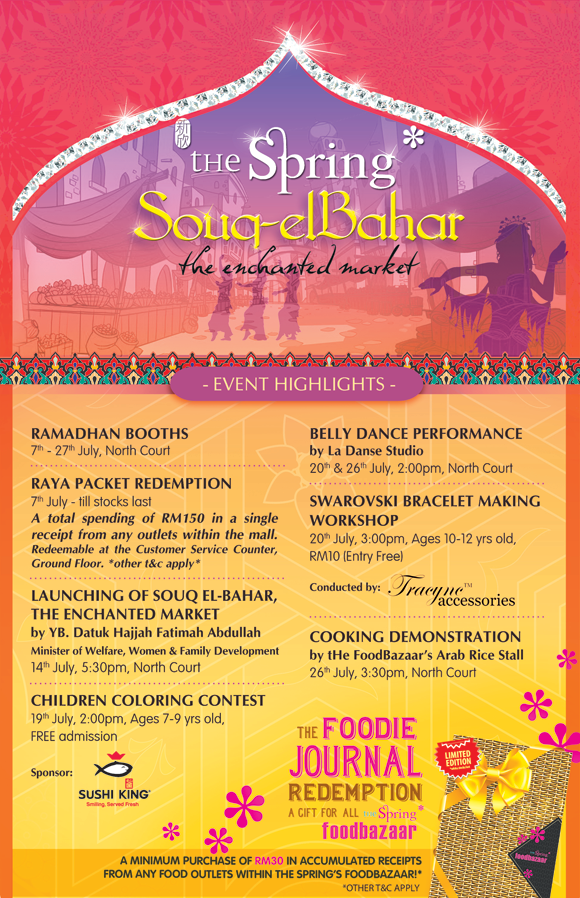 新欣
tHe Spring*
Souq-elBahar
the enchanted market
- EVENT HIGHLIGHTS -
RAMADHAN BOOTHS
7th - 27th July, North Court
RAYA PACKET REDEMPTION
7th July - till stocks last
A total spending of RM150 in a single
receipt from any outlets within the mall.
Redeemable at the Customer Service Counter,
Ground Floor. *other t&c apply*
LAUNCHING OF SOUQ EL-BAHAR,
THE ENCHANTED MARKET
by YB. Datuk Hajjah Fatimah Abdullah
Minister of Welfare, Women & Family Development
14th July, 5:30pm, North Court
CHILDREN COLORING CONTEST
19th July, 2:00pm, Ages 7-9 yrs old,
FREE admission
Sponsor:
SUSHI KING
Smiling, Served Fresh
BELLY DANCE PERFORMANCE
by La Danse Studio
20th & 26th July, 2:00pm, North Court
SWAROVSKI BRACELET MAKING
WORKSHOP
20th July, 3:00pm, Ages 10-12 yrs old,
RM10 (Entry Free)
Conducted by: Tracync™
accessories
COOKING DEMONSTRATION
by tHe FoodBazaar's Arab Rice Stall
26th July, 3:30pm, North Court
THE FOODIE
JOURNAL
REDEMPTION
A GIFT FOR ALL tHe Spring*
foodbazaar
LIMITED
EDITION
tHe Spring*
foodbazaar
A MINIMUM PURCHASE OF RM30 IN ACCUMULATED RECEIPTS
FROM ANY FOOD OUTLETS WITHIN THE SPRING'S FOODBAZAAR!*
*OTHER T&C APPLY